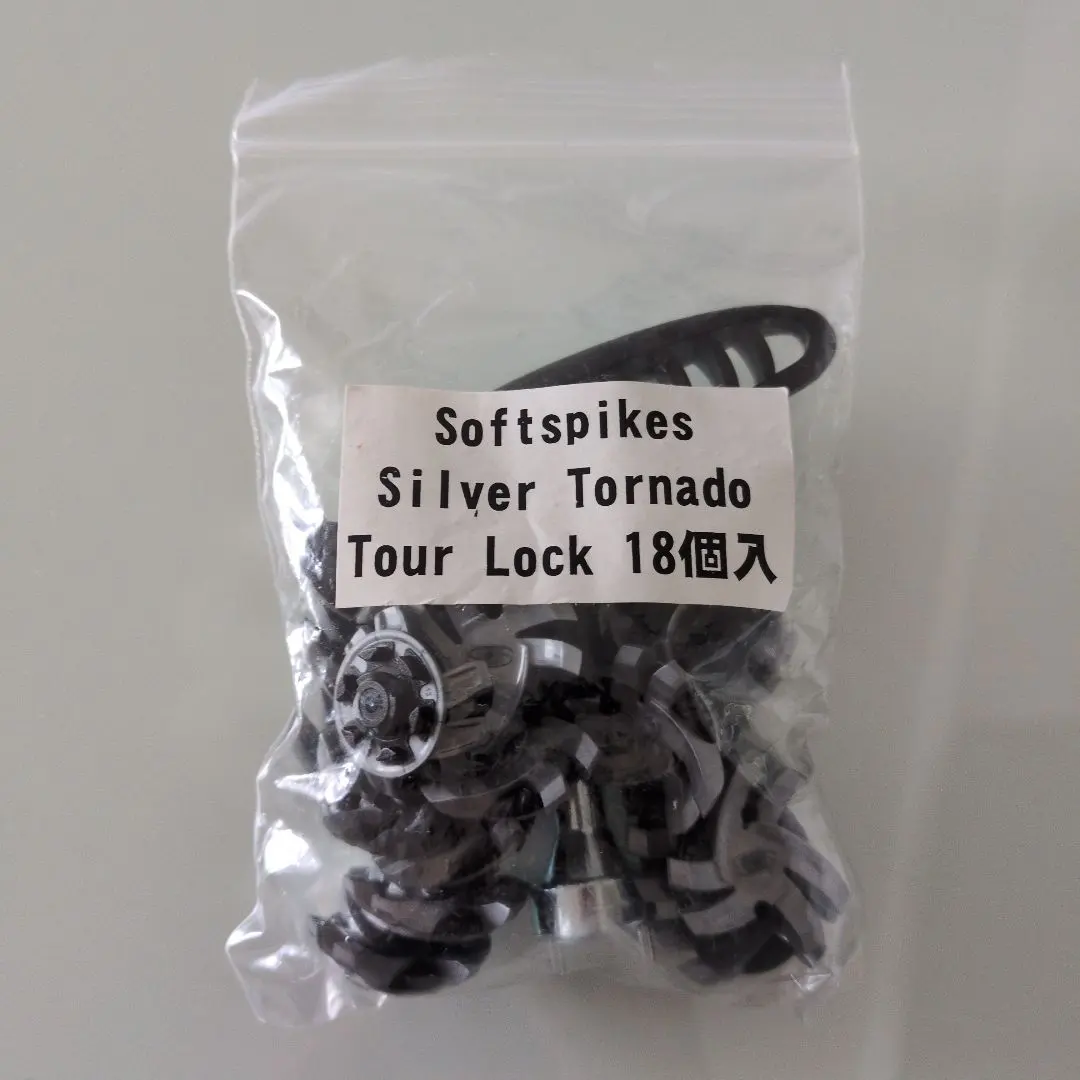 Softspikes
Silver Tornado
Tour Lock 18個入